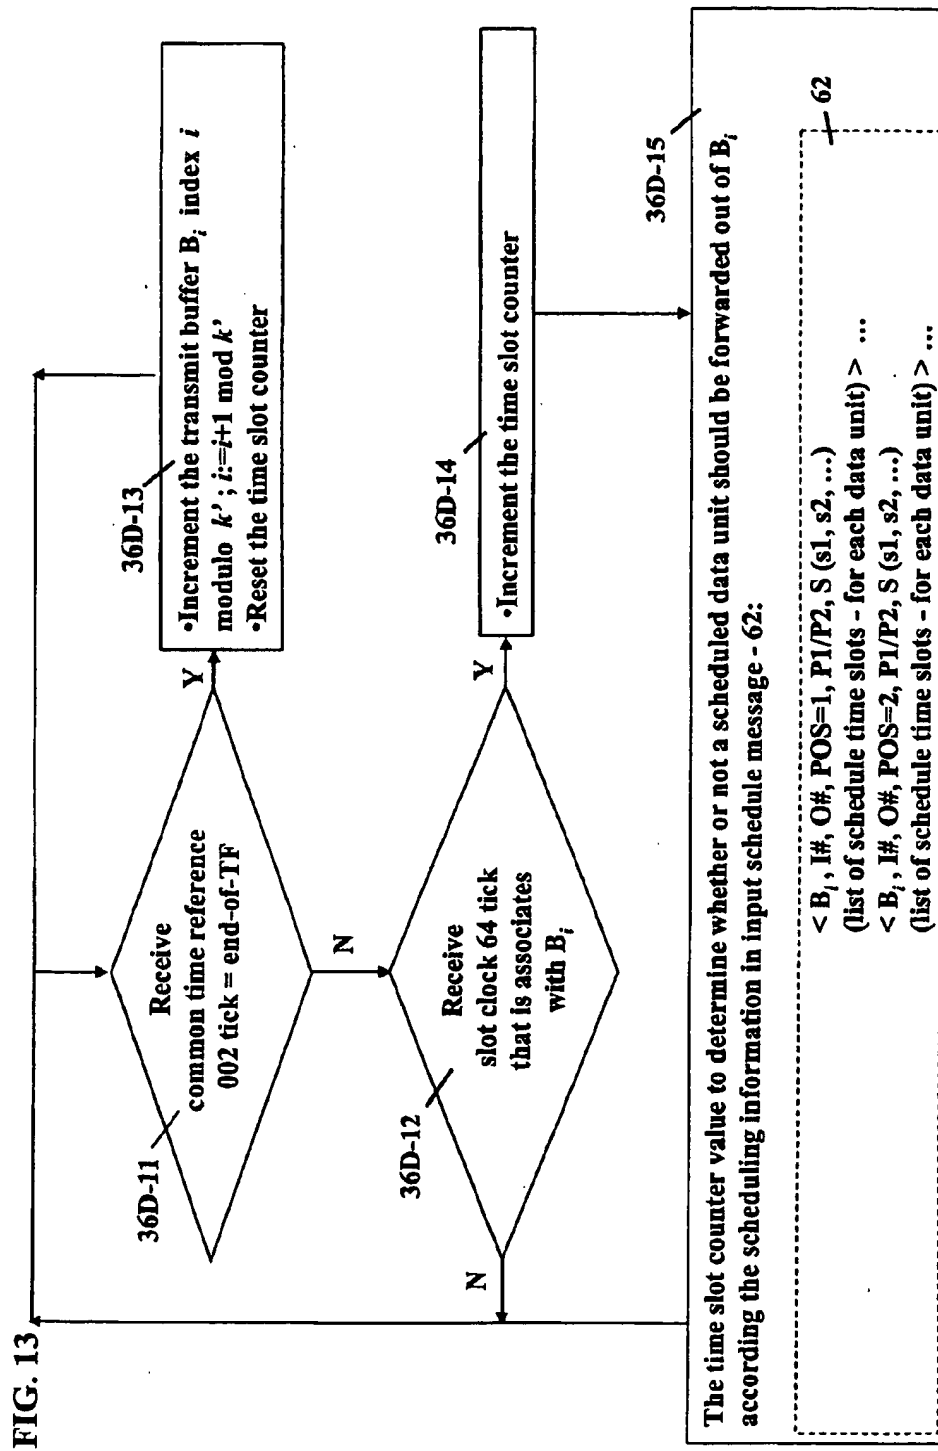 FIG. 13
36D-11
Receive
common time reference
002 tick = end-of-TF
Y
36D-13
•Increment the transmit buffer Bi index i
modulo k’ ; i:=i+1 mod k’
•Reset the time slot counter
N
36D-12
Receive
slot clock 64 tick
that is associates
with Bi
N
Y
36D-14
•Increment the time slot counter
36D-15
The time slot counter value to determine whether or not a scheduled data unit should be forwarded out of Bi
according the scheduling information in input schedule message - 62:
62
< Bi , I#, O#, POS=1, P1/P2, S (s1, s2, ...)
(list of schedule time slots - for each data unit) > ...
< Bi , I#, O#, POS=2, P1/P2, S (s1, s2, ...)
(list of schedule time slots - for each data unit) > ...